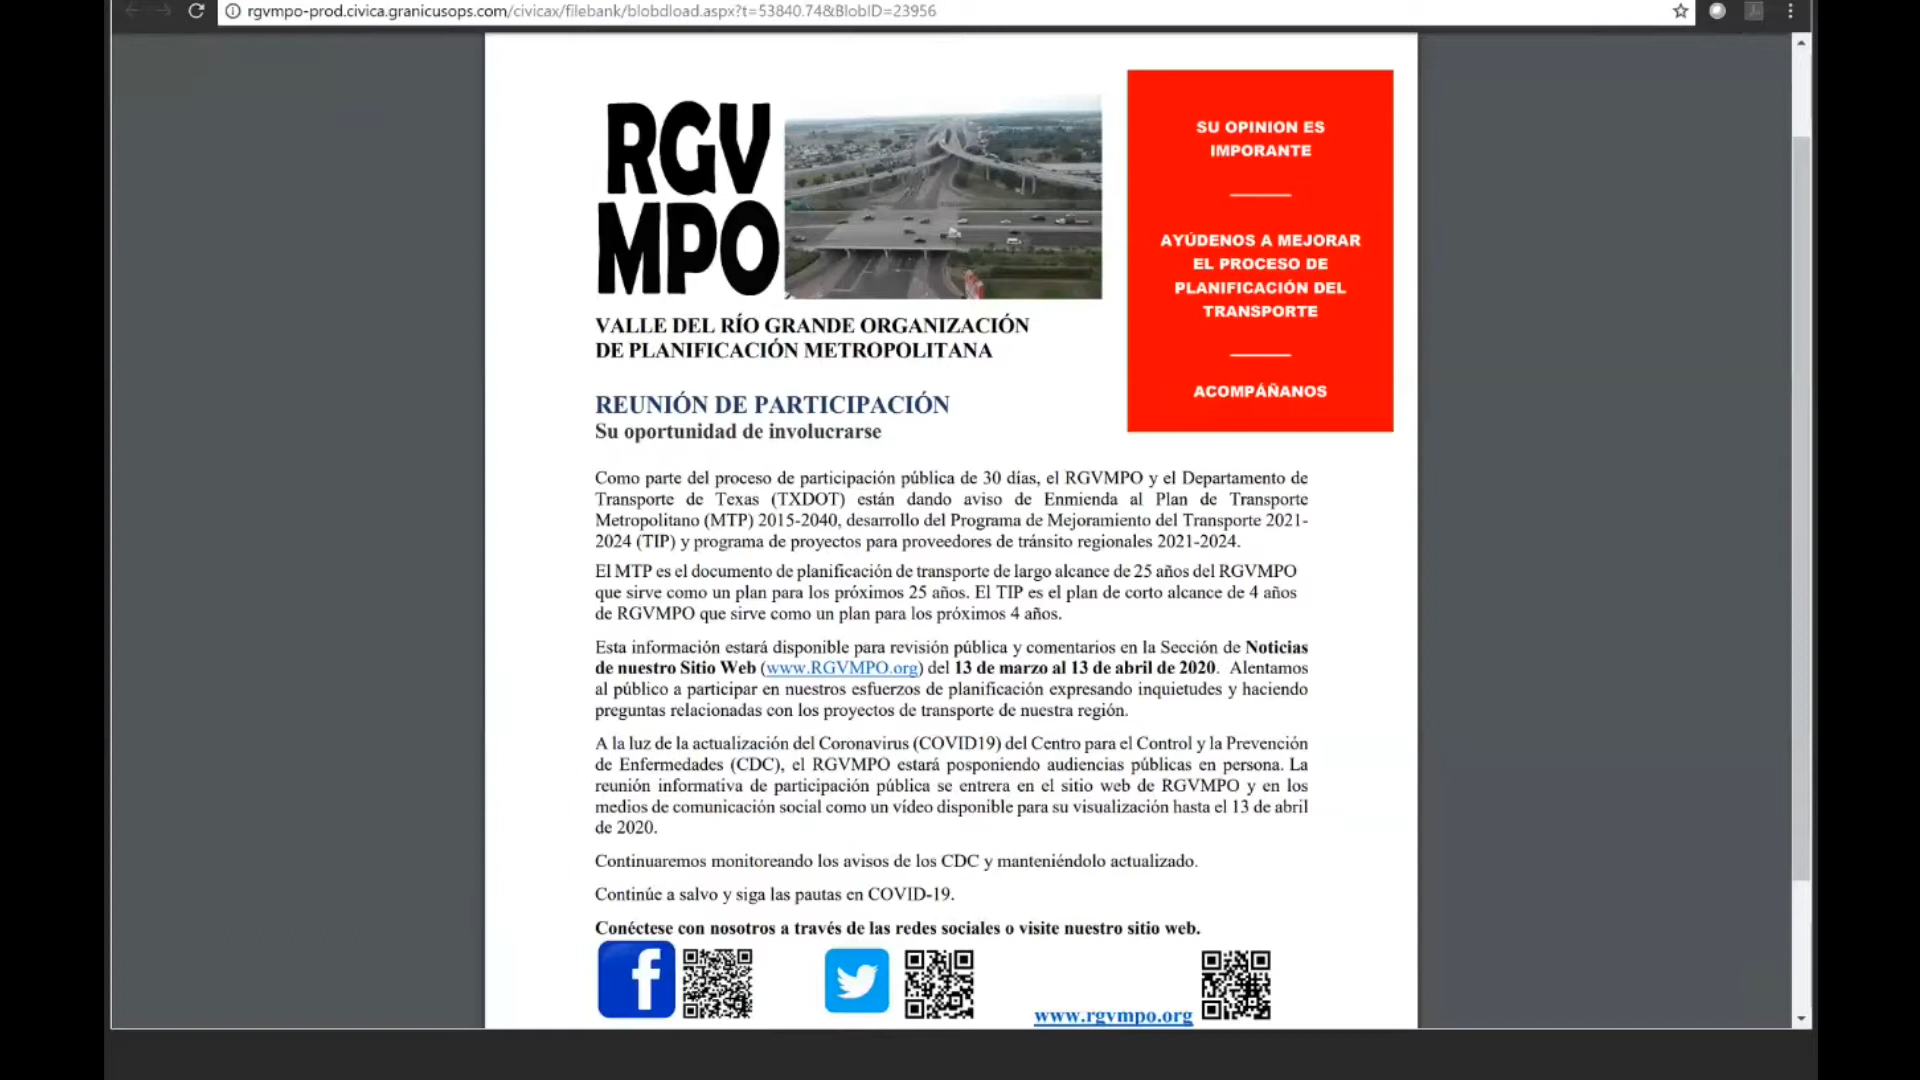 rgvmpo-prod.civica.granicusops.com/civicax/filebank/blobdload.aspx?t=53840.74&BlobID=23956
RGV
MPO
SU OPINION ES
IMPORANTE
AYÚDENOS A MEJORAR
EL PROCESO DE
PLANIFICACIÓN DEL
TRANSPORTE
ACOMPÁÑANOS
VALLE DEL RÍO GRANDE ORGANIZACIÓN
DE PLANIFICACIÓN METROPOLITANA
REUNIÓN DE PARTICIPACIÓN
Su oportunidad de involucrarse
Como parte del proceso de participación pública de 30 días, el RGVMPO y el Departamento de
Transporte de Texas (TXDOT) están dando aviso de Enmienda al Plan de Transporte
Metropolitano (MTP) 2015-2040, desarrollo del Programa de Mejoramiento del Transporte 2021-
2024 (TIP) y programa de proyectos para proveedores de tránsito regionales 2021-2024.
El MTP es el documento de planificación de transporte de largo alcance de 25 años del RGVMPO
que sirve como un plan para los próximos 25 años. El TIP es el plan de corto alcance de 4 años
de RGVMPO que sirve como un plan para los próximos 4 años.
Esta información estará disponible para revisión pública y comentarios en la Sección de Noticias
de nuestro Sitio Web (www.RGVMPO.org) del 13 de marzo al 13 de abril de 2020. Alentamos
al público a participar en nuestros esfuerzos de planificación expresando inquietudes y haciendo
preguntas relacionadas con los proyectos de transporte de nuestra región.
A la luz de la actualización del Coronavirus (COVID19) del Centro para el Control y la Prevención
de Enfermedades (CDC), el RGVMPO estará posponiendo audiencias públicas en persona. La
reunión informativa de participación pública se entrera en el sitio web de RGVMPO y en los
medios de comunicación social como un vídeo disponible para su visualización hasta el 13 de abril
de 2020.
Continuaremos monitoreando los avisos de los CDC y manteniéndolo actualizado.
Continúe a salvo y siga las pautas en COVID-19.
Conéctese con nosotros a través de las redes sociales o visite nuestro sitio web.
www.rgvmpo.org